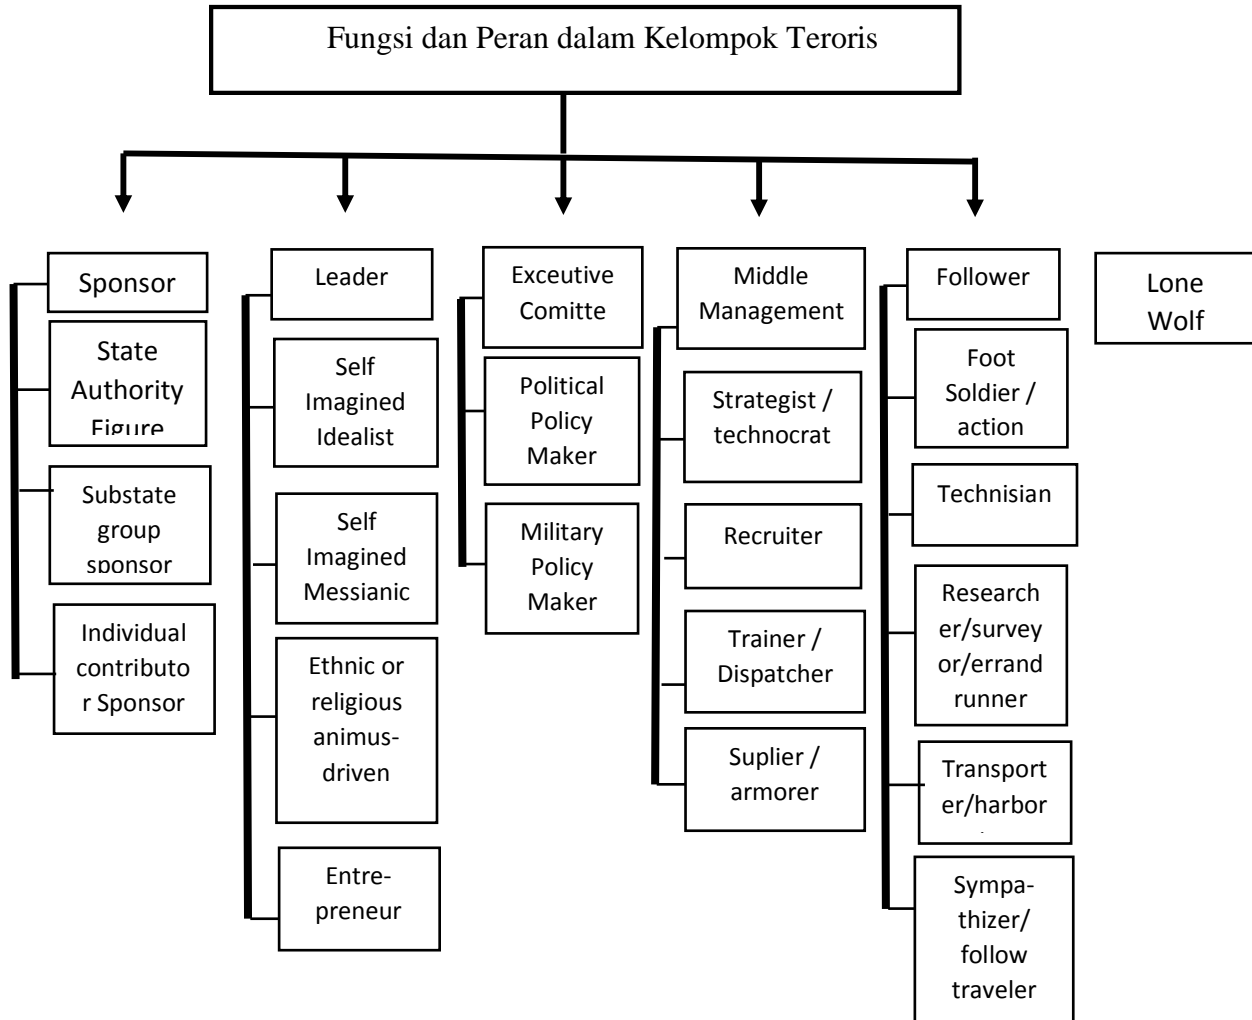 Fungsi dan Peran dalam Kelompok Teroris
Sponsor
State
Authority
Figure
Substate
group
sponsor
Individual
contributo
r Sponsor
Leader
Self
Imagined
Idealist
Self
Imagined
Messianic
Ethnic or
religious
animus-
driven
Entre-
preneur
Exceutive
Comitte
Political
Policy
Maker
Military
Policy
Maker
Middle
Management
Strategist /
technocrat
Recruiter
Trainer /
Dispatcher
Suplier /
armorer
Follower
Foot
Soldier /
action
Technisian
Research
er/survey
or/errand
runner
Transport
er/harbor
Sympa-
thizer/
follow
traveler
Lone
Wolf